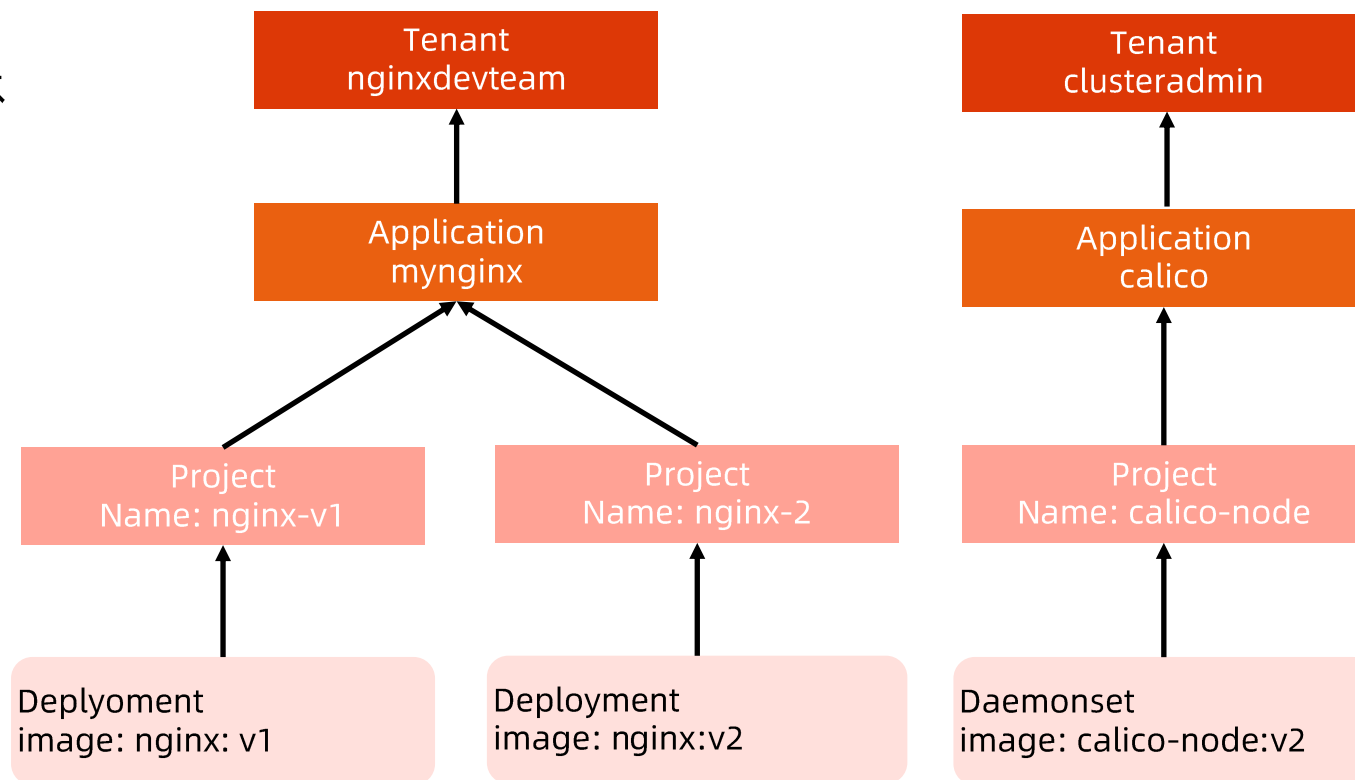 Tenant
nginxdevteam
Tenant
clusteradmin
Application
mynginx
Application
calico
Project
Name: nginx-v1
Project
Name: nginx-2
Project
Name: calico-node
Deplyoment
image: nginx: v1
Deployment
image: nginx:v2
Daemonset
image: calico-node:v2